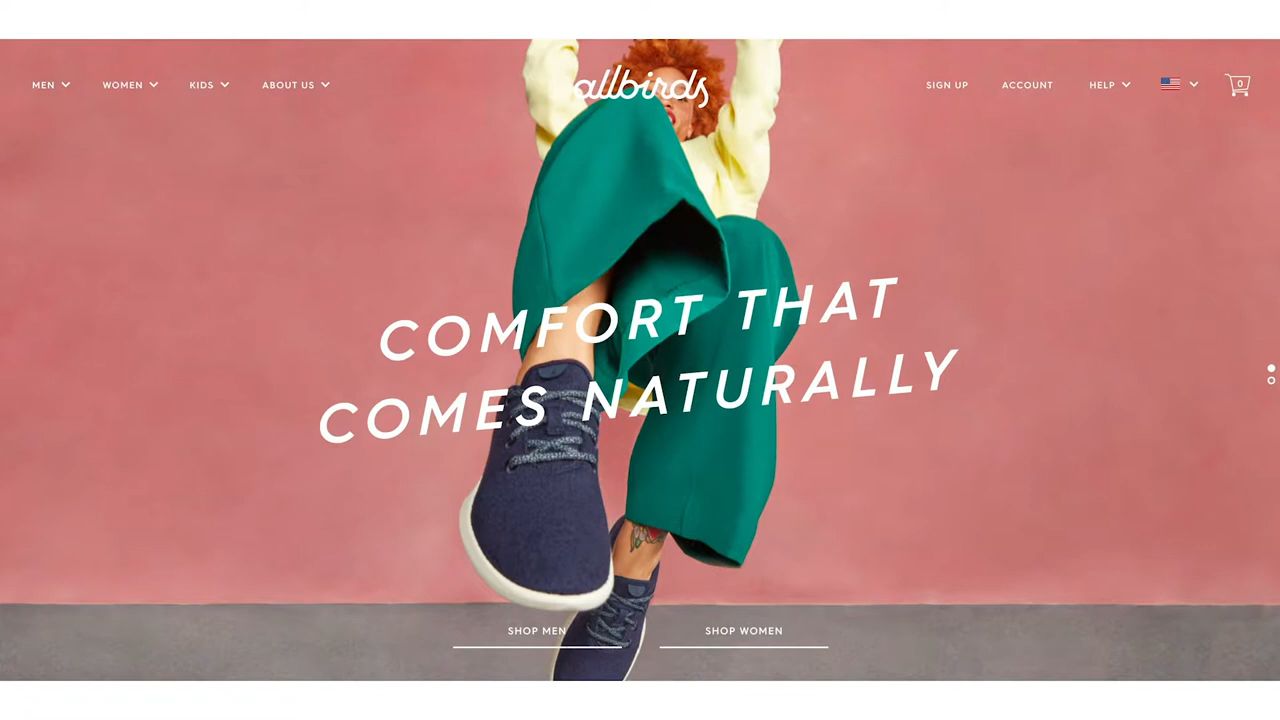 MEN
WOMEN
KIDS
ABOUT US
allbirds
SIGN UP
ACCOUNT
HELP
0
COMFORT THAT
COMES NATURALLY
SHOP MEN
SHOP WOMEN